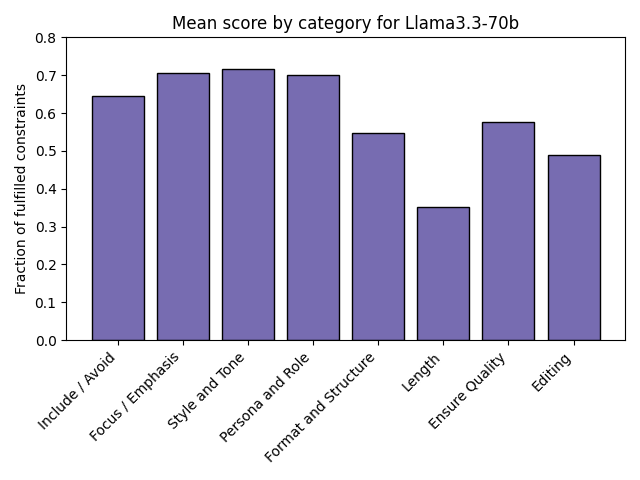 Mean score by category for Llama3.3-70b
Fraction of fulfilled constraints
0.8
0.7
0.6
0.5
0.4
0.3
0.2
0.1
0.0
Include / Avoid
Focus / Emphasis
Style and Tone
Persona and Role
Format and Structure
Length
Ensure Quality
Editing